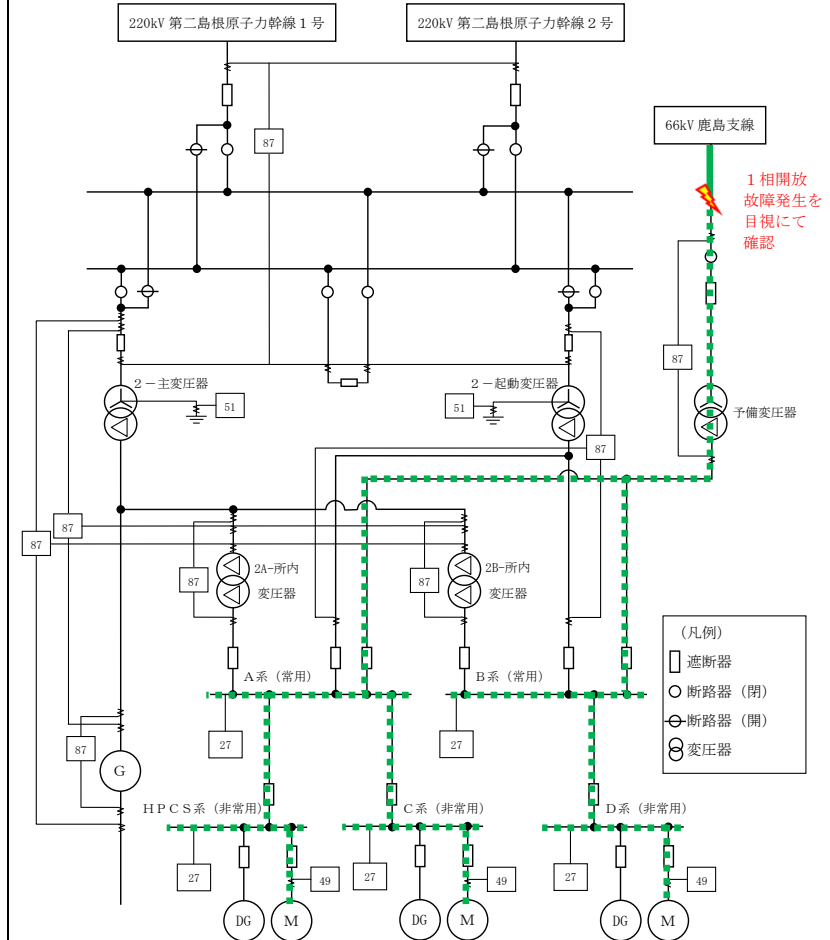 220kV 第二島根原子力幹線１号
220kV 第二島根原子力幹線２号
87
66kV 鹿島支線
１相開放
故障発生を
目視にて
確認
87
２－主変圧器
51
２－起動変圧器
51
予備変圧器
87
87
87
87
2A-所内
変圧器
87
2B-所内
変圧器
(凡例)
遮断器
断路器（閉）
断路器（開）
変圧器
Ａ系（常用）
Ｂ系（常用）
27
27
87
G
ＨＰＣＳ系（非常用）
Ｃ系（非常用）
Ｄ系（非常用）
27
49
27
49
27
49
DG
M
DG
M
DG
M